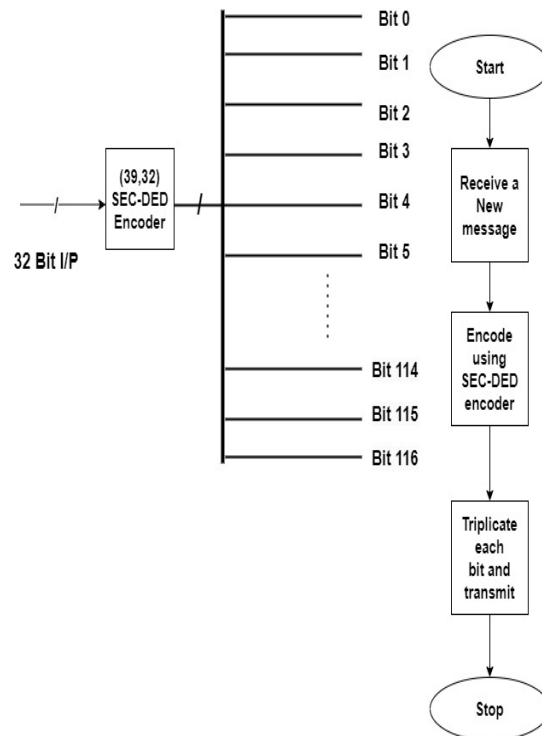 32 Bit I/P
(39,32)
SEC-DED
Encoder
Bit 0
Bit 1
Bit 2
Bit 3
Bit 4
Bit 5
Bit 114
Bit 115
Bit 116
Start
Receive a
New
message
Encode
using
SEC-DED
encoder
Triplicate
each
bit and
transmit
Stop